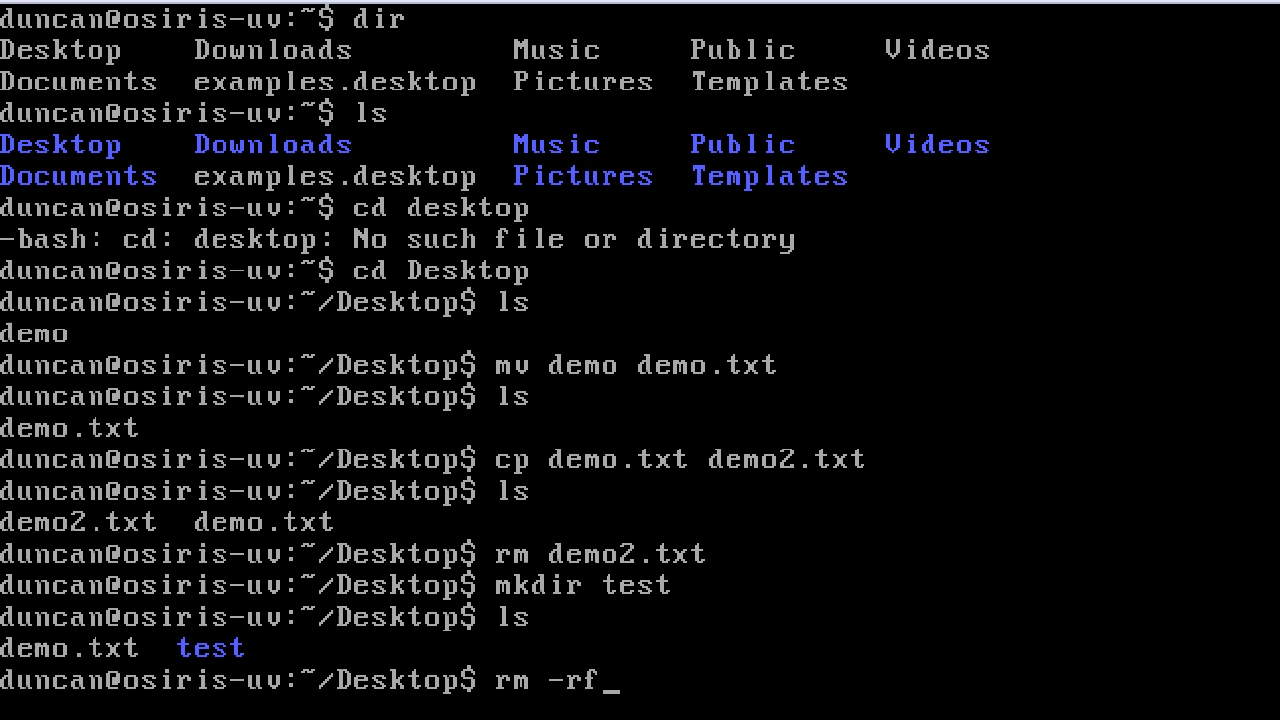 duncan@osiris-uv:~$ dir
Desktop    Downloads         Music     Public     Videos
Documents  examples.desktop  Pictures  Templates
duncan@osiris-uv:~$ ls
Desktop    Downloads         Music     Public     Videos
Documents  examples.desktop  Pictures  Templates
duncan@osiris-uv:~$ cd desktop
-bash: cd: desktop: No such file or directory
duncan@osiris-uv:~$ cd Desktop
duncan@osiris-uv:~/Desktop$ ls
demo
duncan@osiris-uv:~/Desktop$ mv demo demo.txt
duncan@osiris-uv:~/Desktop$ ls
demo.txt
duncan@osiris-uv:~/Desktop$ cp demo.txt demo2.txt
duncan@osiris-uv:~/Desktop$ ls
demo2.txt  demo.txt
duncan@osiris-uv:~/Desktop$ rm demo2.txt
duncan@osiris-uv:~/Desktop$ mkdir test
duncan@osiris-uv:~/Desktop$ ls
demo.txt  test
duncan@osiris-uv:~/Desktop$ rm -rf_